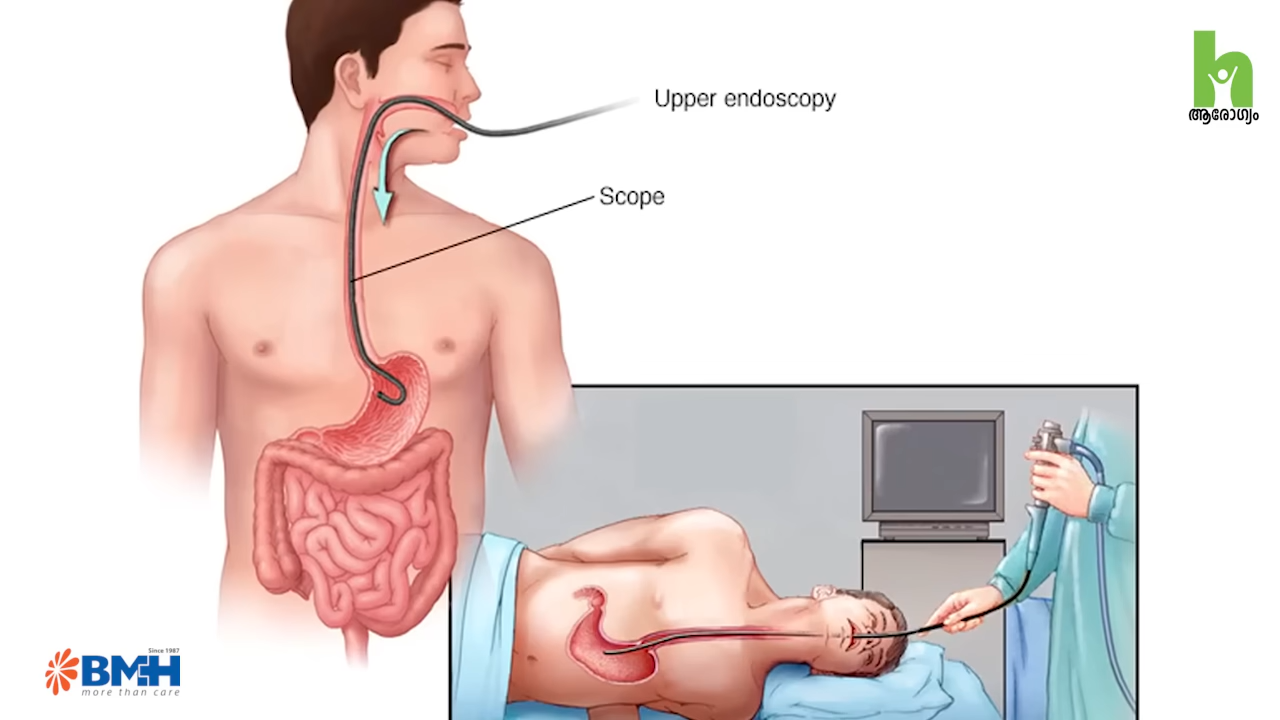 Upper endoscopy
ആരോഗ്യം
Scope
Since 1987
BMH
more than care